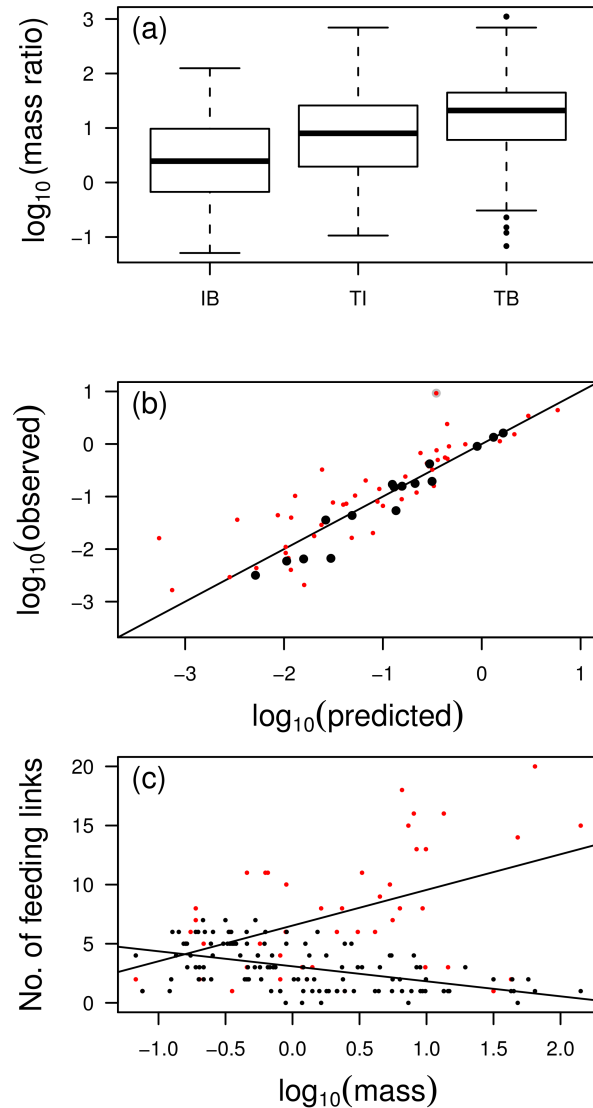 (a)
log₁₀(mass ratio)
3
2
1
0
−1
IB TI TB
(b)
log₁₀(observed)
1
0
−1
−2
−3
−3 −2 −1 0 1
log₁₀(predicted)
(c)
No. of feeding links
20
15
10
5
0
−1.0 −0.5 0.0 0.5 1.0 1.5 2.0
log₁₀(mass)